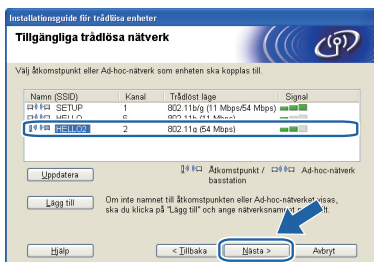 Installationsguide för trådlösa enheter
Tillgängliga trådlösa nätverk
Välj åtkomstpunkt eller Ad-hoc-nätverk som enheten ska kopplas till.
Namn (SSID) Kanal Trådlöst läge Signal
SETUP 1 802.11b/g (11 Mbps/54 Mbps)
HELLO 6 802.11b (11 Mbps)
HELLO2 2 802.11g (54 Mbps)
Uppdatera
Åtkomstpunkt / basstation
Ad-hoc-nätverk
Lägg till
Om inte namnet till åtkomstpunkten eller Ad-hoc-nätverket visas,
ska du klicka på "Lägg till" och ange nätverksnamnet
Hjälp
< Tillbaka
Nästa >
Avbryt